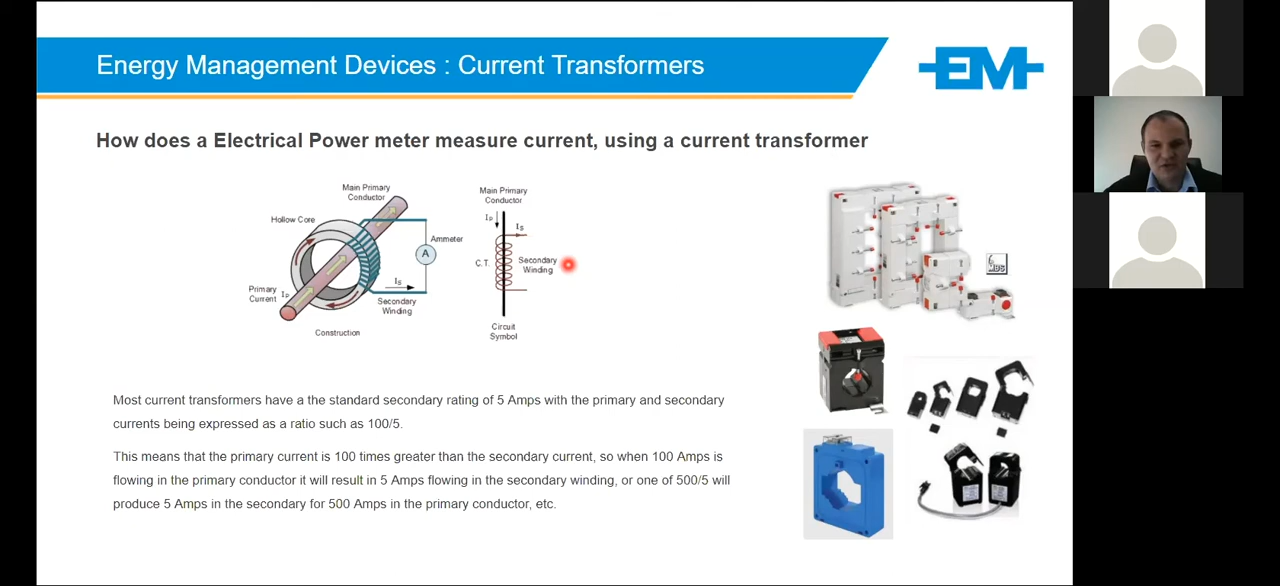 Energy Management Devices : Current Transformers
EM
How does a Electrical Power meter measure current, using a current transformer
Main Primary
Conductor
Hollow Core
Ammeter
A
Primary
Current Ip
Is
Secondary
Winding
Construction
Main Primary
Conductor
Ip
Is
C.T.
Secondary
Winding
Circuit
Symbol
MBS
Most current transformers have a the standard secondary rating of 5 Amps with the primary and secondary
currents being expressed as a ratio such as 100/5.
This means that the primary current is 100 times greater than the secondary current, so when 100 Amps is
flowing in the primary conductor it will result in 5 Amps flowing in the secondary winding, or one of 500/5 will
produce 5 Amps in the secondary for 500 Amps in the primary conductor, etc.